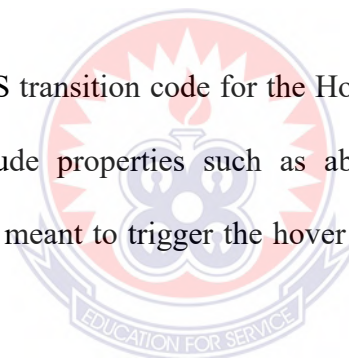 S transition code for the Ho
ude properties such as ab
meant to trigger the hover
EDUCATION FOR SERVICE